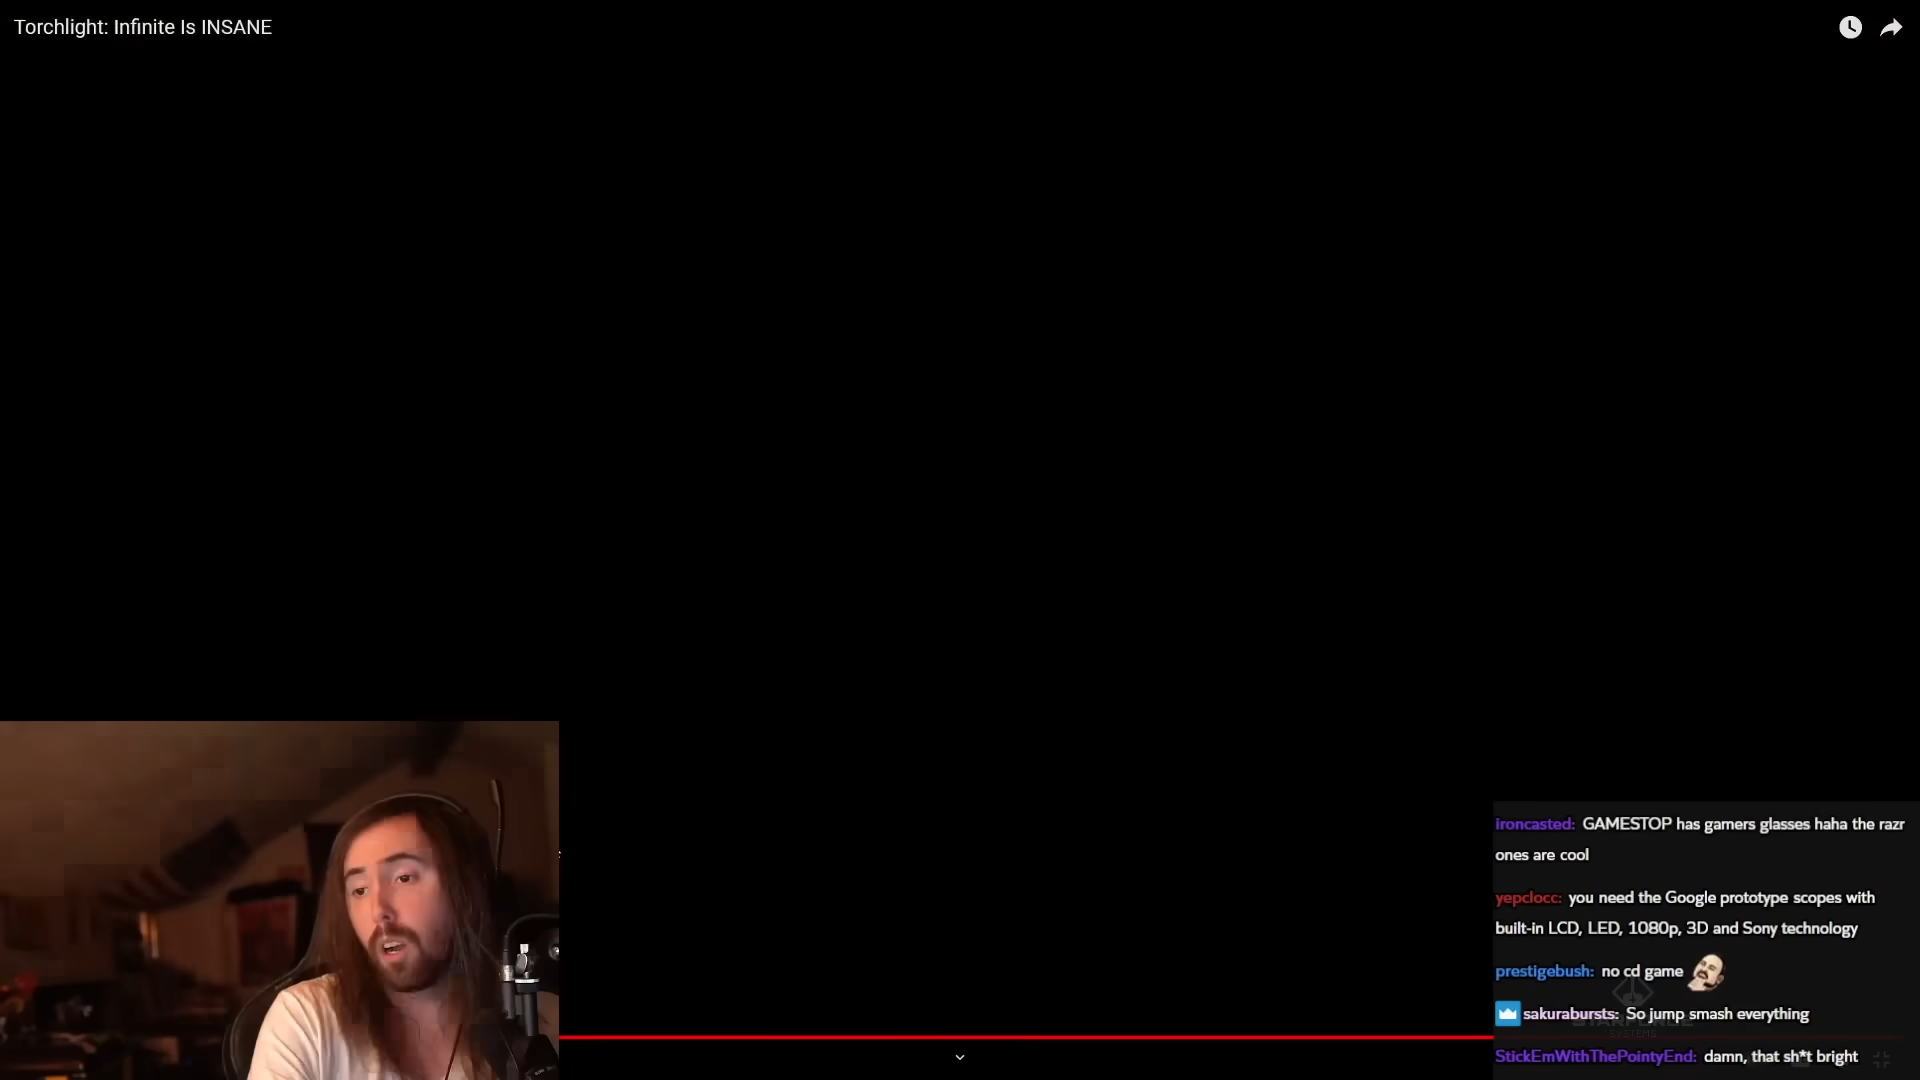 Torchlight: Infinite Is INSANE
ironcasted: GAMESTOP has gamers glasses haha the razr
ones are cool
yepclocc: you need the Google prototype scopes with
built-in LCD, LED, 1080p, 3D and Sony technology
prestigebush: no cd game
sakurabursts: So jump smash everything
STARFORGE
SYSTEMS
StickEmWithThePointyEnd: damn, that sh*t bright